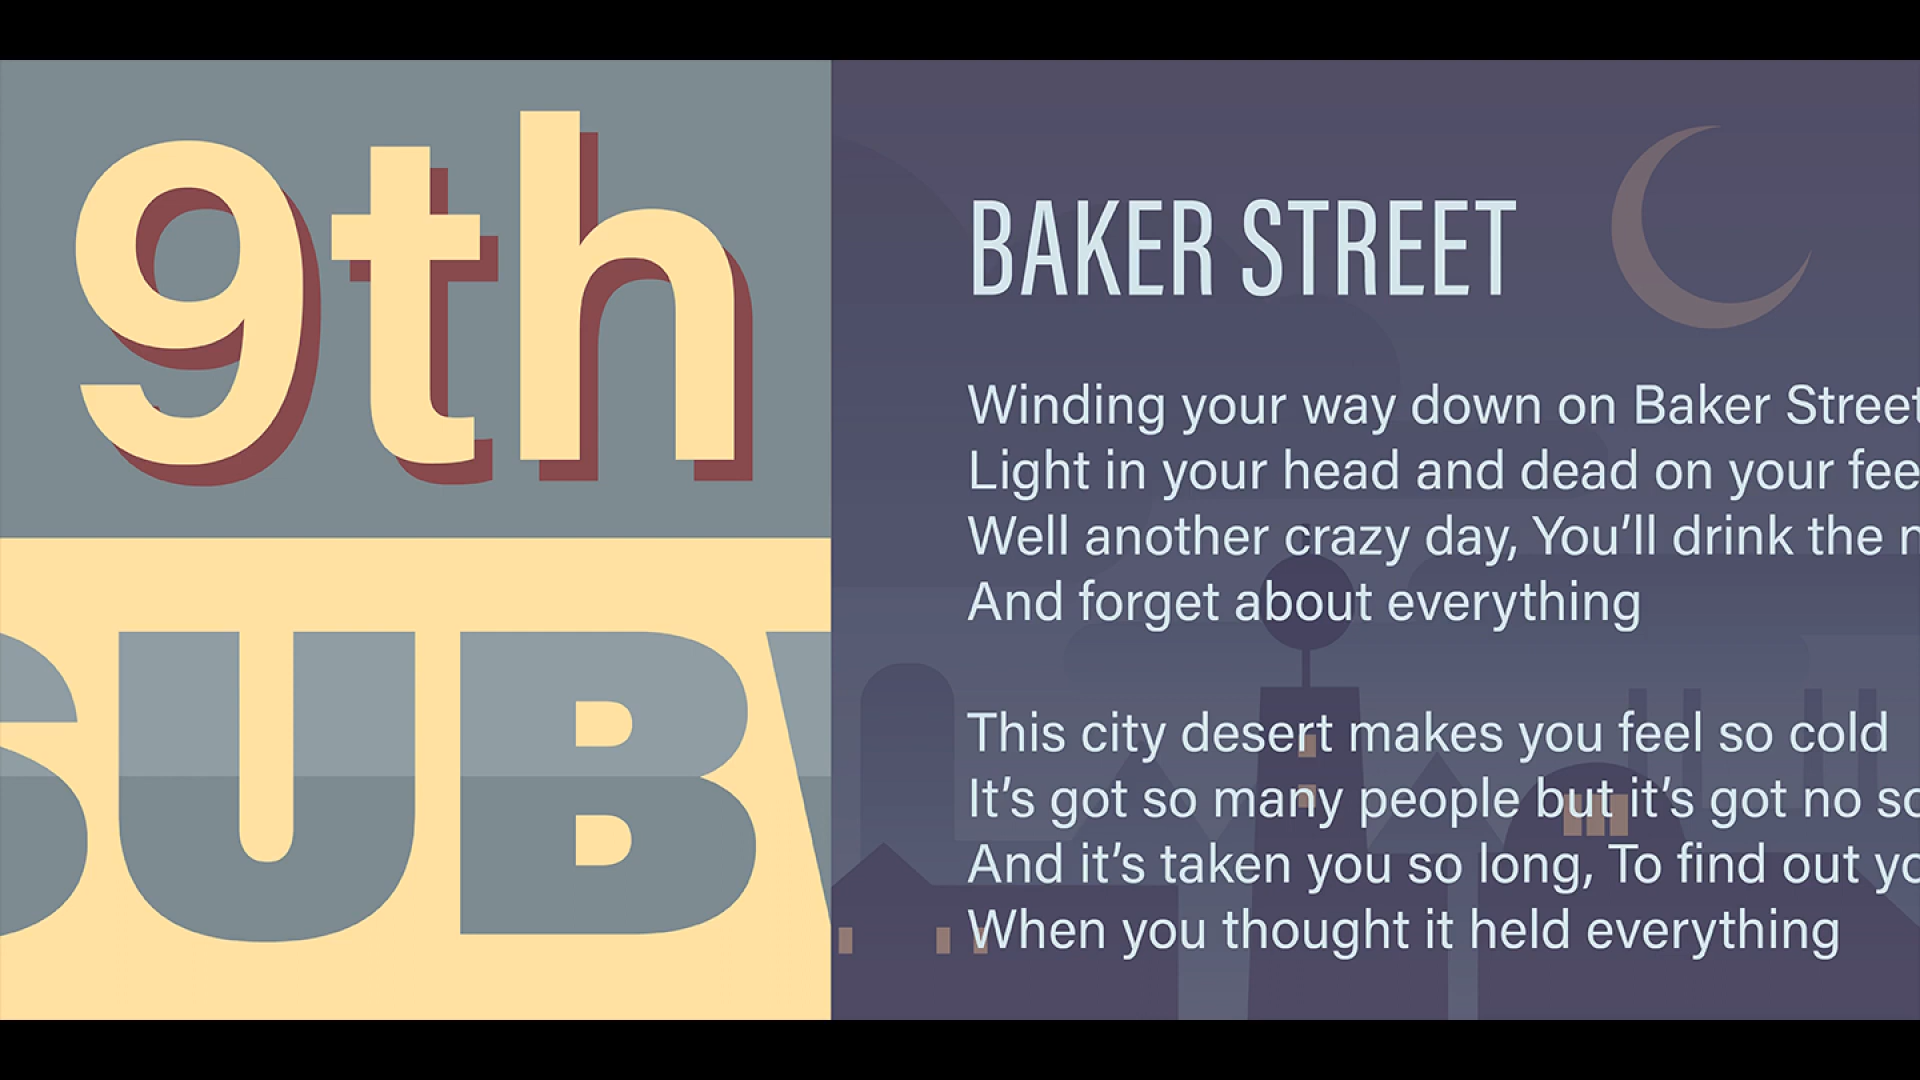 9th
SUB
BAKER STREET
Winding your way down on Baker Street
Light in your head and dead on your
Well another crazy day, You’ll drink the
And forget about everything
This city desert makes you feel so cold
It’s got so many people but it’s got no
And it’s taken you so long, To find out
When you thought it held everything